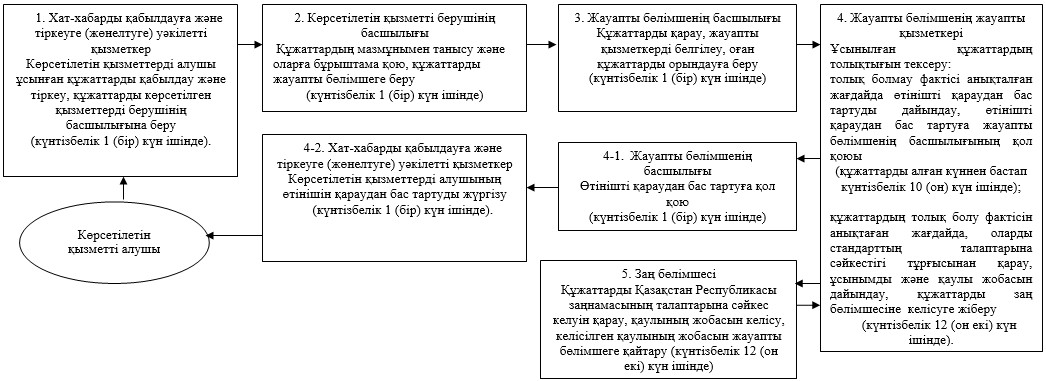 1. Хат-хабарды қабылдауға және
тіркеуге (жөнелтуге) уәкілетті
қызметкер
Көрсетілетін қызметтерді алушы
ұсынған құжаттарды қабылдау және
тіркеу, құжаттарды көрсетілген
қызметтерді берушінің
басшылығына беру
(күнтізбелік 1 (бір) күн ішінде).
2. Көрсетілетін қызметті берушінің
басшылығы
Құжаттардың мазмұнымен танысу және
оларға бұрыштама қою, құжаттарды
жауапты бөлімшеге беру
(күнтізбелік 1 (бір) күн ішінде)
3. Жауапты бөлімшенің басшылығы
Құжаттарды қарау, жауапты
қызметкерді белгілеу, оған
құжаттарды орындауға беру
(күнтізбелік 1 (бір) күн ішінде)
4. Жауапты бөлімнің жауапты
қызметкері
Ұсынылған құжаттардың
толықтығын тексеру:
толық болмау фактісі анықталған
жағдайда өтінішті қараудан бас
тартуды дайындау, өтінішті
қараудан бас тартуға жауапты
бөлімнің басшылығының қол
қоюы
(құжаттарды алған күннен бастап
күнтізбелік 10 (он) күн ішінде);
құжаттардың толық болу фактісін
анықтаған жағдайда, оларды
стандарттың талаптарына
сәйкестігі тұрғысынан қарау,
ұсынымды және қаулы жобасын
дайындау, құжаттарды заң
бөлімшесіне келісуге жіберу
(күнтізбелік 12 (он екі) күн
ішінде).
4-2. Хат-хабарды қабылдауға және
тіркеуге (жөнелтуге) уәкілетті қызметкер
Көрсетілетін қызметтерді алушының
өтінішін қараудан бас тартуды жүргізу
(күнтізбелік 1 (бір) күн ішінде).
4-1. Жауапты бөлімнің
басшылығы
Өтінішті қараудан бас тартуға қол
қою
(күнтізбелік 1 (бір) күн ішінде)
Көрсетілетін
қызметті алушы
5. Заң бөлімшесі
Құжаттарды Қазақстан Республикасы
заңнамасының талаптарына сәйкес
келуін қарау, қаулының жобасын келісу,
келісілген қаулының жобасын жауапты
бөлімшеге қайтару (күнтізбелік 12 (он
екі) күн ішінде)